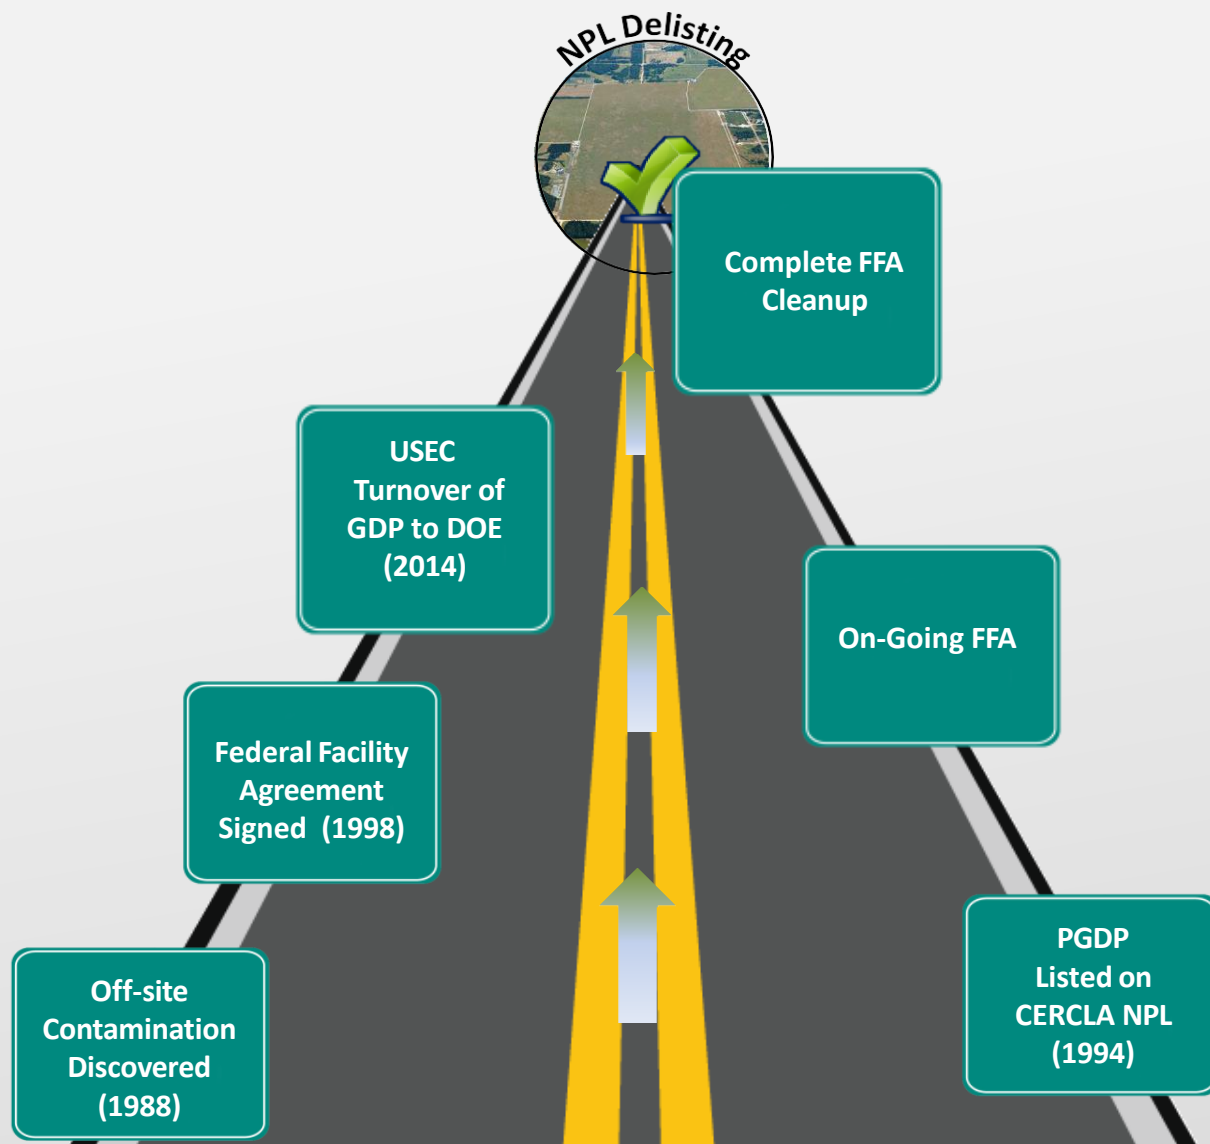 NPL Delisting
Complete FFA
Cleanup
USEC
Turnover of
GDP to DOE
(2014)
On-Going FFA
Federal Facility
Agreement
Signed (1998)
PGDP
Listed on
CERCLA NPL
(1994)
Off-site
Contamination
Discovered
(1988)